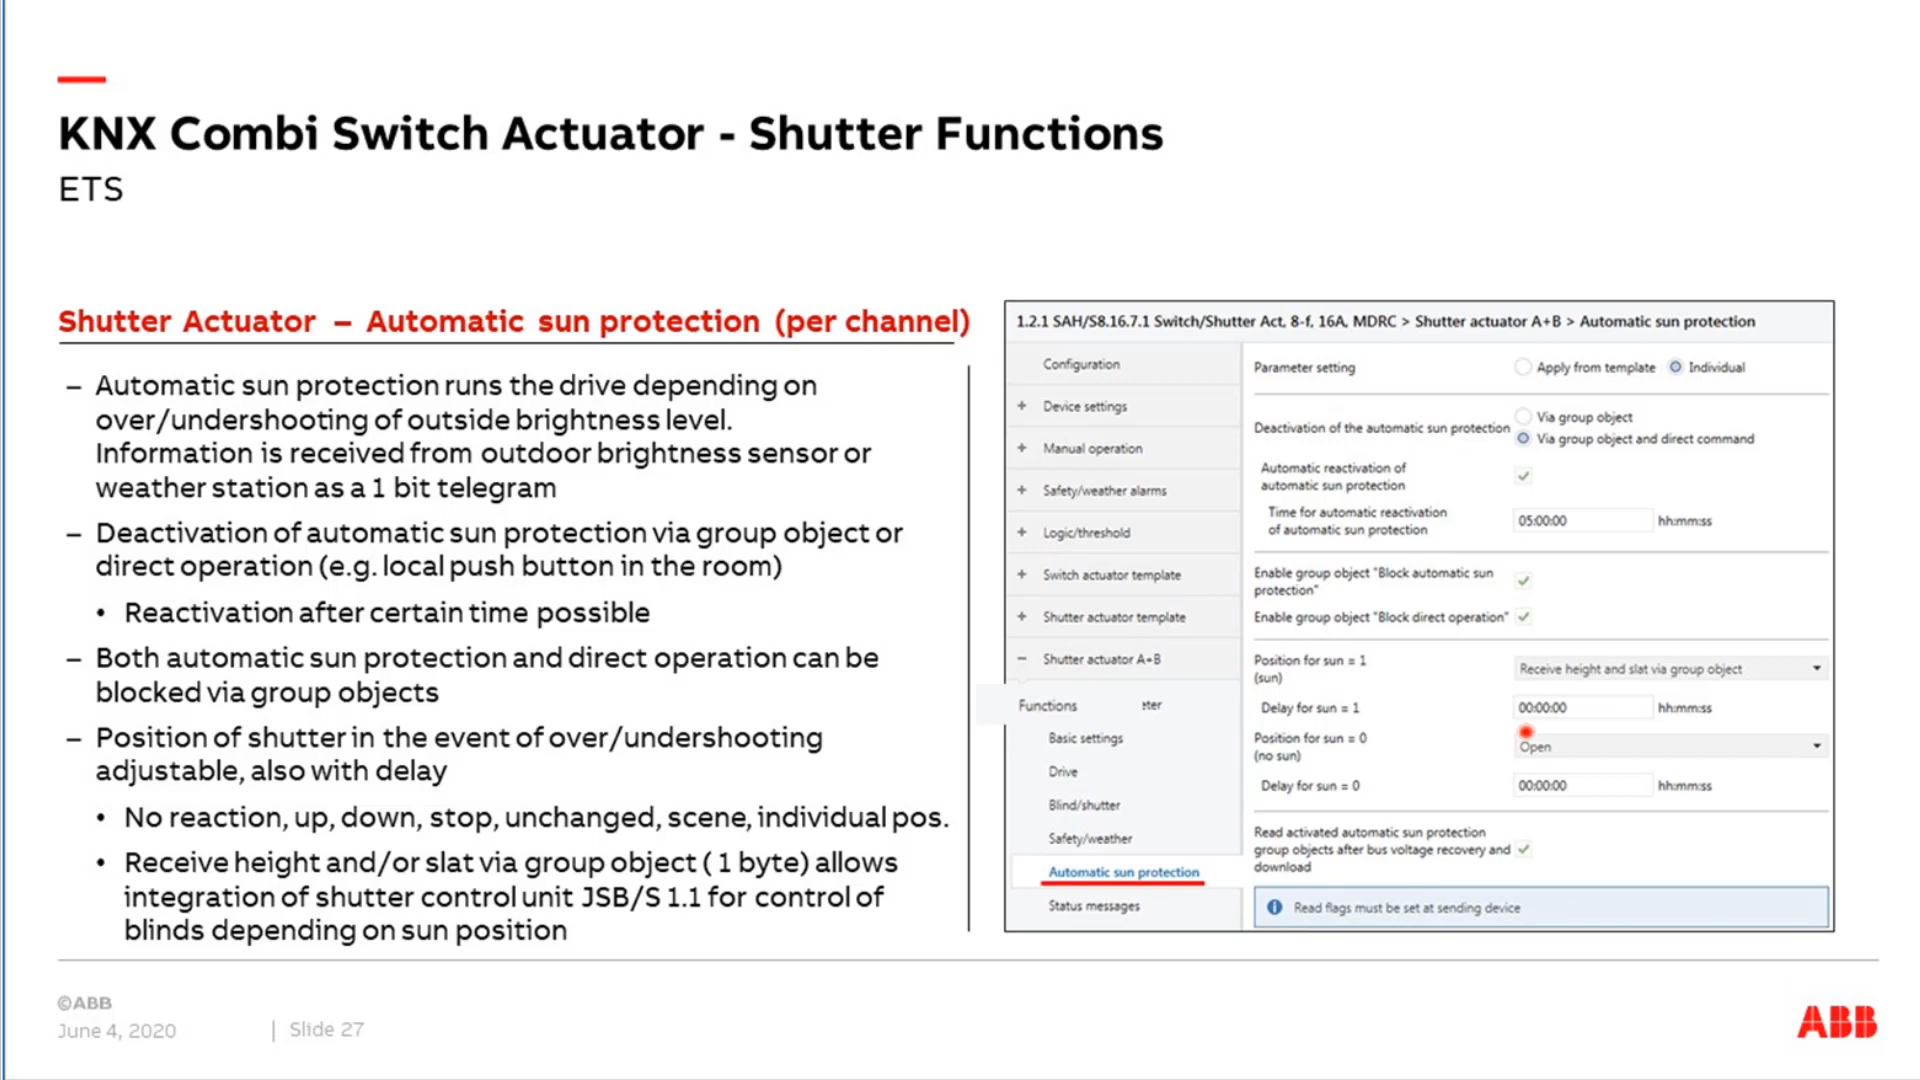 KNX Combi Switch Actuator - Shutter Functions
ETS
Shutter Actuator – Automatic sun protection (per channel)
– Automatic sun protection runs the drive depending on
over/undershooting of outside brightness level.
Information is received from outdoor brightness sensor or
weather station as a 1 bit telegram
– Deactivation of automatic sun protection via group object or
direct operation (e.g. local push button in the room)
• Reactivation after certain time possible
– Both automatic sun protection and direct operation can be
blocked via group objects
– Position of shutter in the event of over/undershooting
adjustable, also with delay
• No reaction, up, down, stop, unchanged, scene, individual pos.
• Receive height and/or slat via group object ( 1 byte) allows
integration of shutter control unit JSB/S 1.1 for control of
blinds depending on sun position
1.2.1 SAH/S8.16.7.1 Switch/Shutter Act, 8-f, 16A, MDRC > Shutter actuator A+B > Automatic sun protection
Configuration
+ Device settings
+ Manual operation
+ Safety/weather alarms
+ Logic/threshold
+ Switch actuator template
+ Shutter actuator template
– Shutter actuator A+B
Functions
Basic settings
Drive
Blind/shutter
Safety/weather
Automatic sun protection
Status messages
Parameter setting Apply from template Individual
Via group object
Deactivation of the automatic sun protection
Via group object and direct command
Automatic reactivation of
automatic sun protection
Time for automatic reactivation
of automatic sun protection 05:00:00 hh:mm:ss
Enable group object "Block automatic sun
protection"
Enable group object "Block direct operation"
Position for sun = 1
(sun) Receive height and slat via group object
Delay for sun = 1 00:00:00 hh:mm:ss
Position for sun = 0
(no sun) Open
Delay for sun = 0 00:00:00 hh:mm:ss
Read activated automatic sun protection
group objects after bus voltage recovery and
download
Read flags must be set at sending device
©ABB
June 4, 2020 | Slide 27
ABB